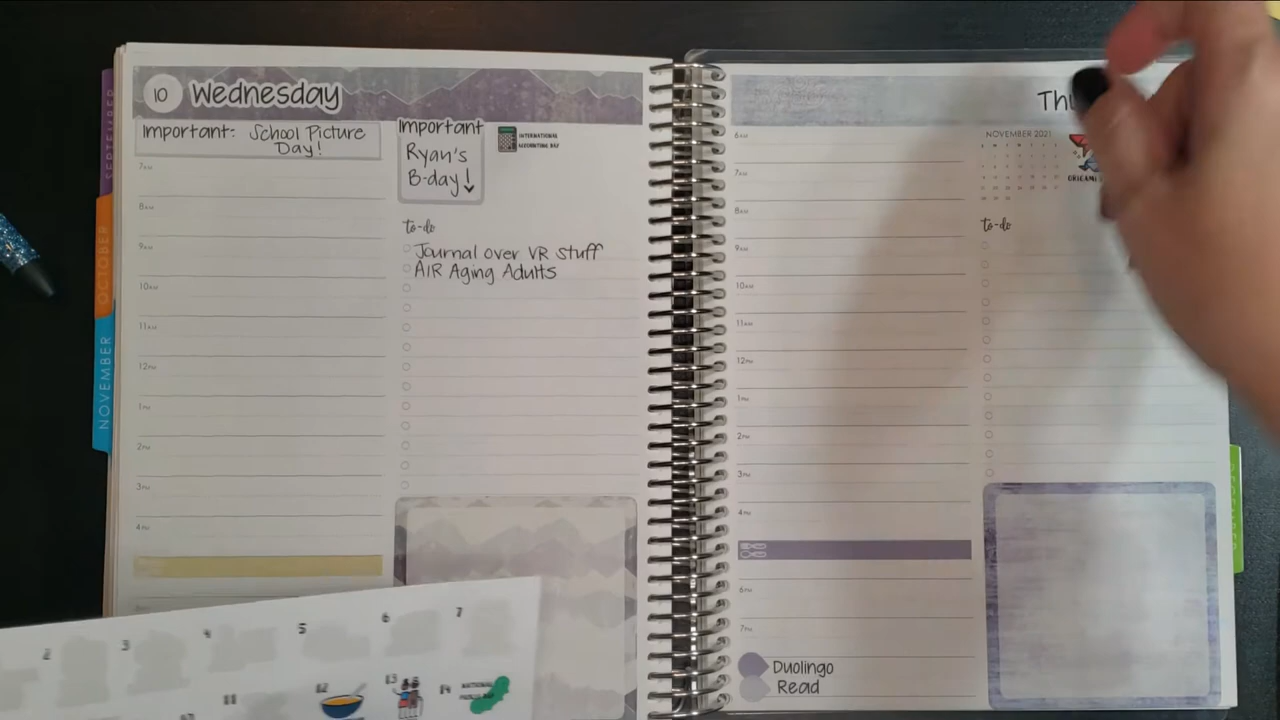 SEPTEMBER
OCTOBER
NOVEMBER
10 Wednesday
Important: School Picture
Day!
Important
Ryan's
B-day!
INTERNATIONAL
ACCOUNTING DAY
7AM
8AM
9AM
10AM
11AM
12PM
1PM
2PM
3PM
4PM
to-do
Journal over VR Stuff
AIR Aging Adults
2
3
4
5
6
7
11
12
13
14
NATIONAL
Thu
6AM
7AM
8AM
9AM
10AM
11AM
12PM
1PM
2PM
3PM
4PM
6PM
7PM
NOVEMBER 2021
ORIGAMI
to-do
Duolingo
Read